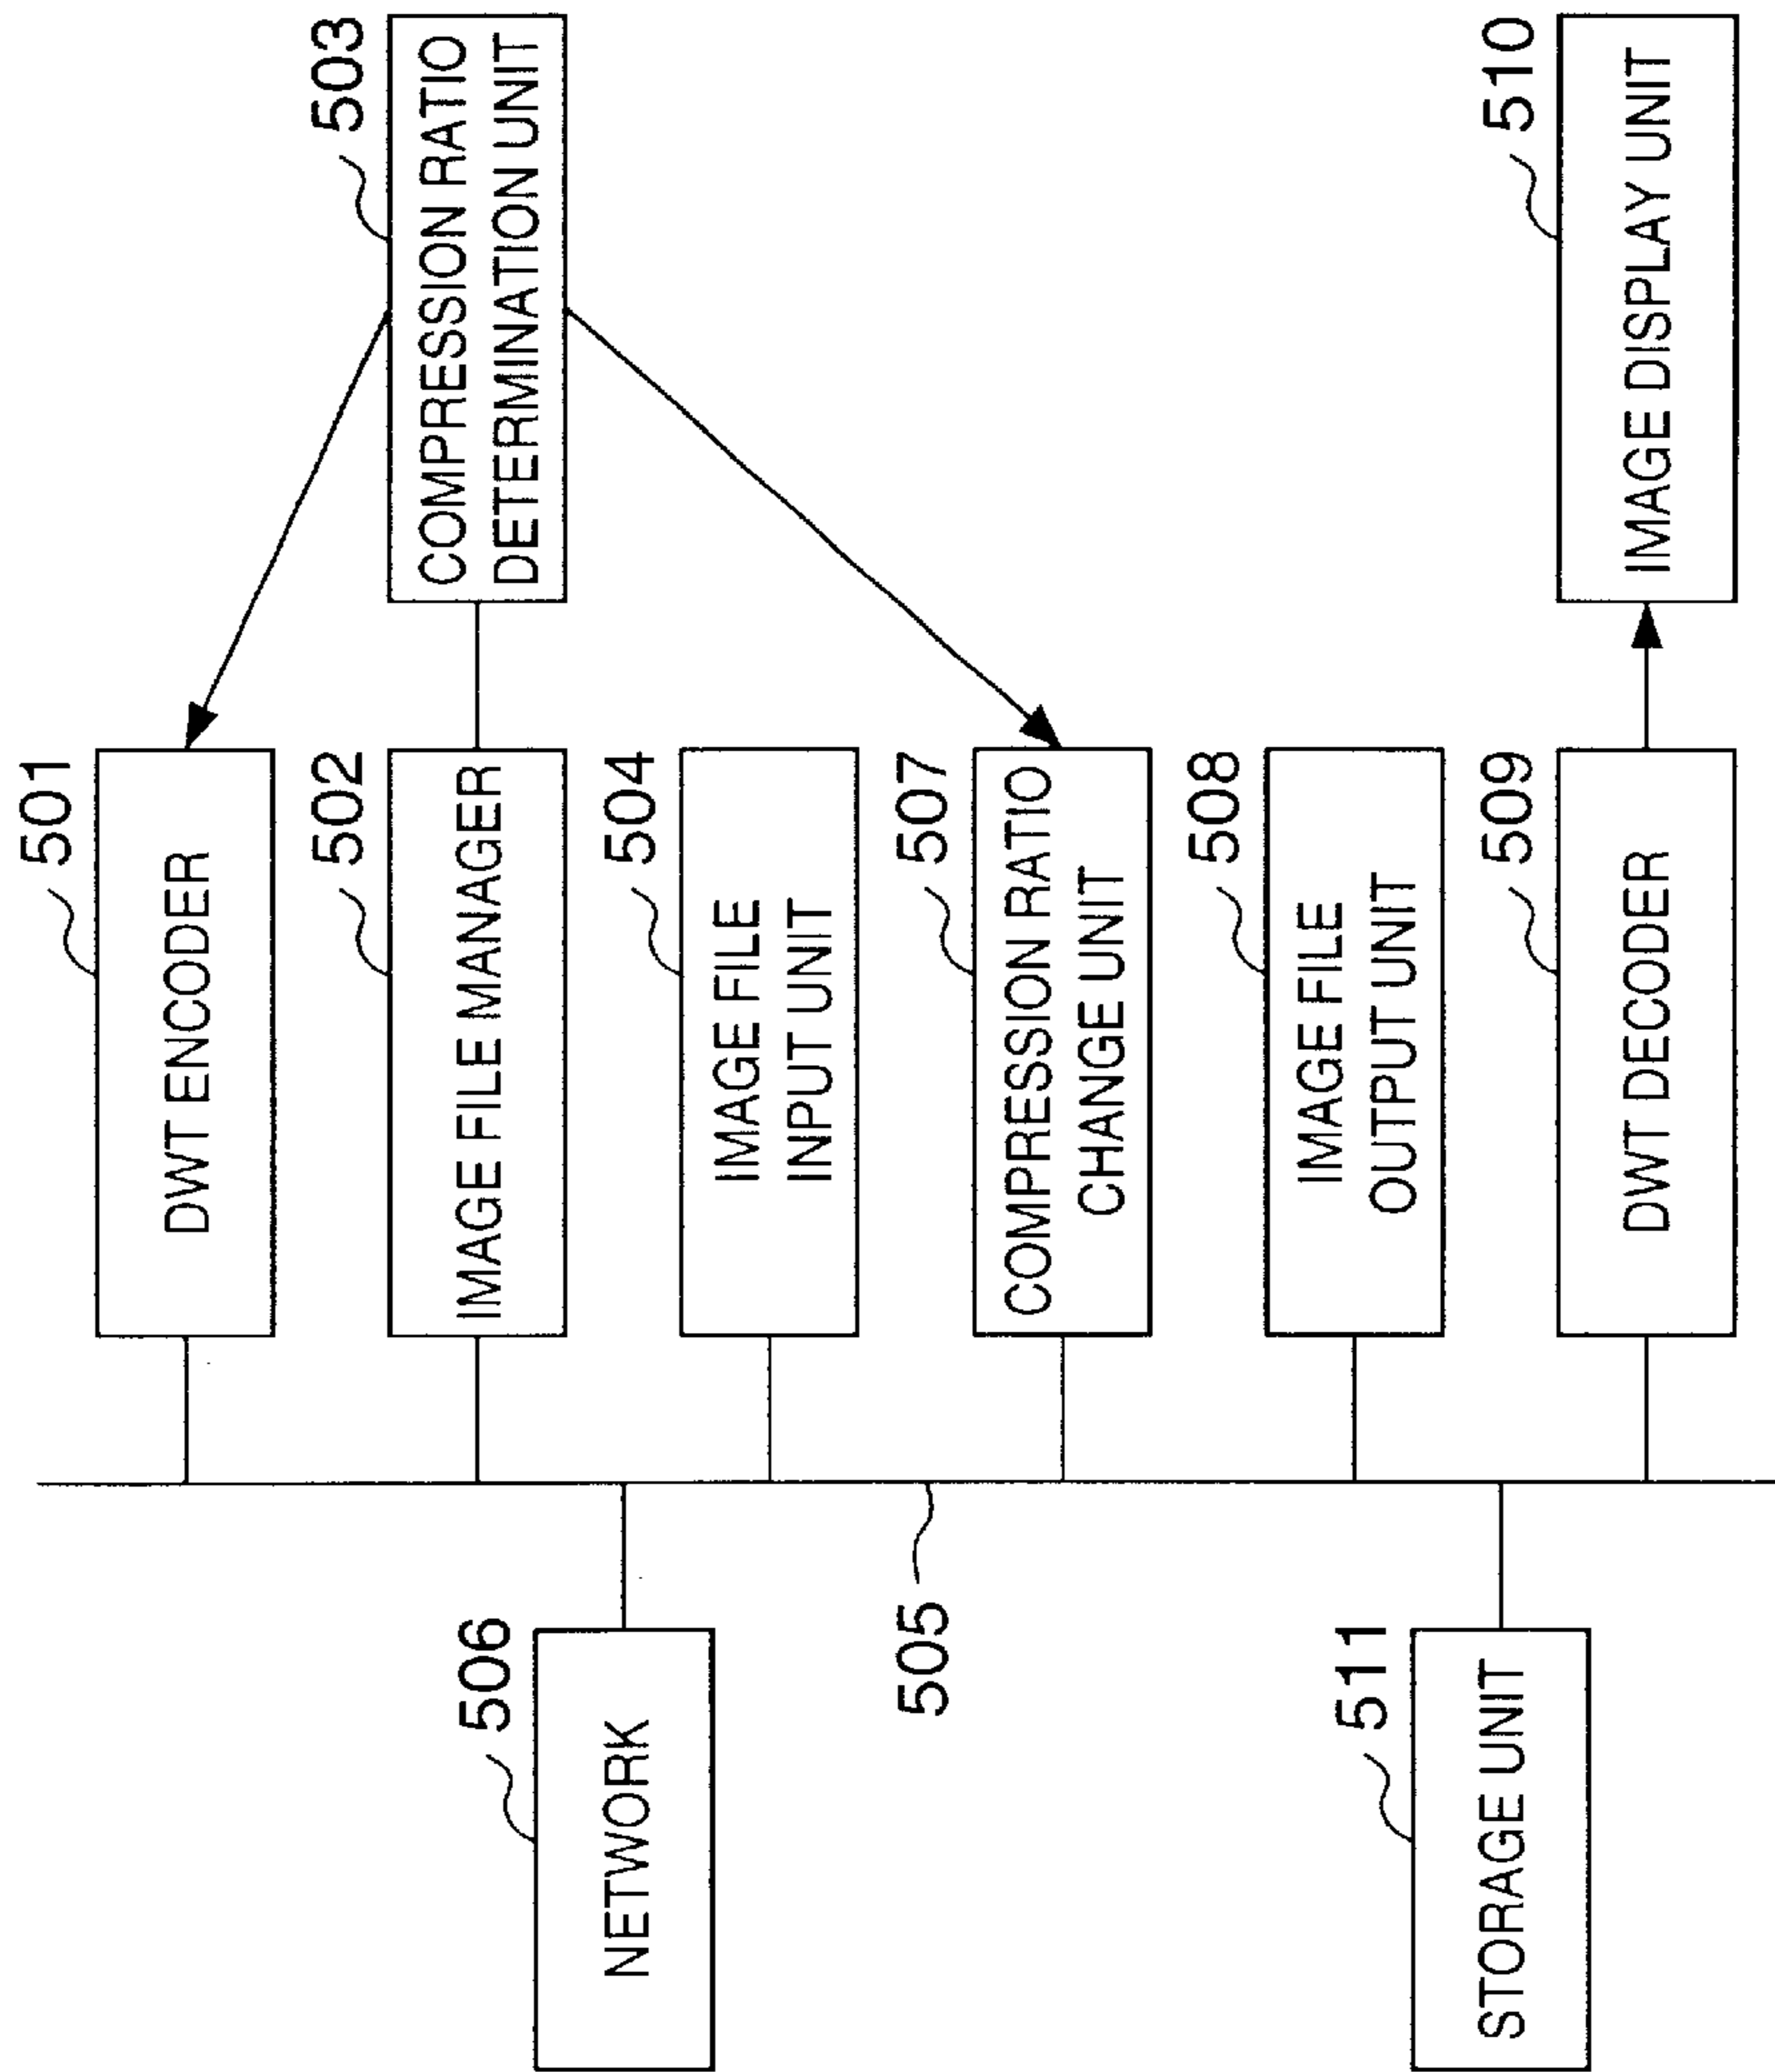 501
DWT ENCODER
502
IMAGE FILE MANAGER
503
COMPRESSION RATIO
DETERMINATION UNIT
504
IMAGE FILE
INPUT UNIT
507
COMPRESSION RATIO
CHANGE UNIT
508
IMAGE FILE
OUTPUT UNIT
509
DWT DECODER
510
IMAGE DISPLAY UNIT
506
NETWORK
505
511
STORAGE UNIT